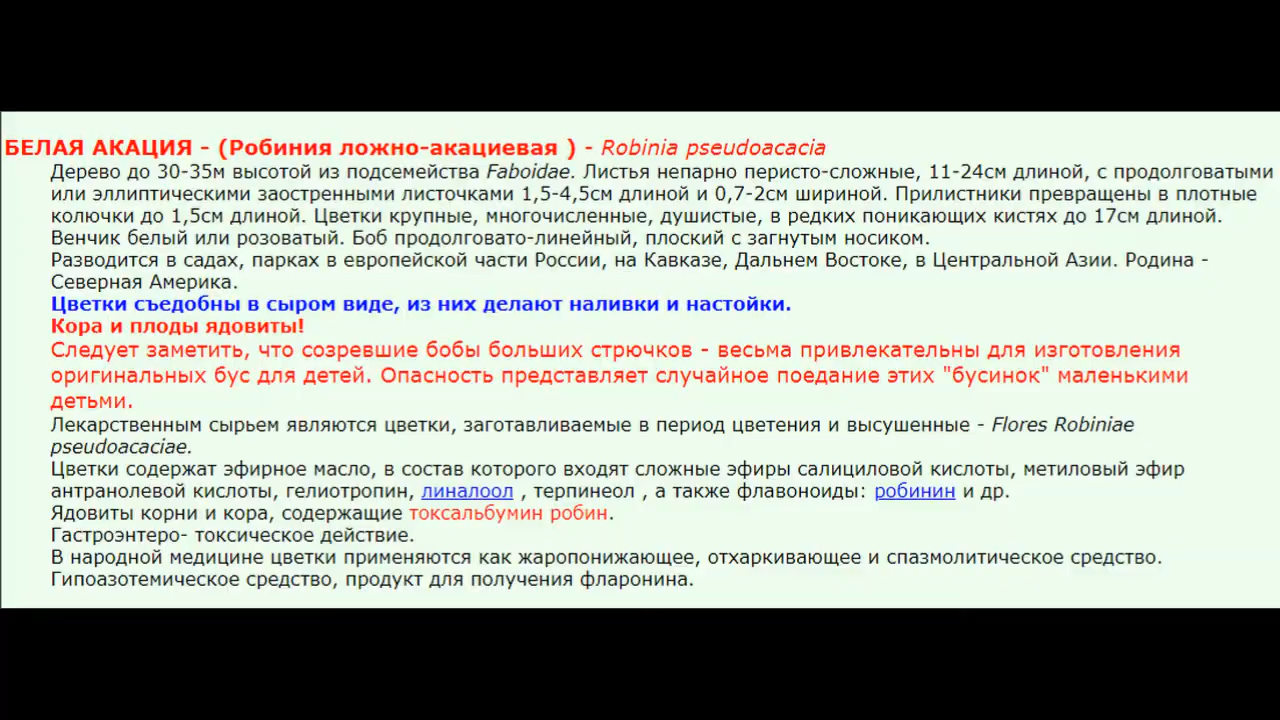 БЕЛАЯ АКАЦИЯ - (Робиния ложно-акациевая ) - Robinia pseudoacacia
Дерево до 30-35м высотой из подсемейства Faboidae. Листья непарно перисто-сложные, 11-24см длиной, с продолговатыми
или эллиптическими заостренными листочками 1,5-4,5см длиной и 0,7-2см шириной. Прилистники превращены в плотные
колючки до 1,5см длиной. Цветки крупные, многочисленные, душистые, в редких поникающих кистях до 17см длиной.
Венчик белый или розоватый. Боб продолговато-линейный, плоский с загнутым носиком.
Разводится в садах, парках в европейской части России, на Кавказе, Дальнем Востоке, в Центральной Азии. Родина -
Северная Америка.
Цветки съедобны в сыром виде, из них делают наливки и настойки.
Кора и плоды ядовиты!
Следует заметить, что созревшие бобы больших стрючков - весьма привлекательны для изготовления
оригинальных бус для детей. Опасность представляет случайное поедание этих "бусинок" маленькими
детьми.
Лекарственным сырьем являются цветки, заготавливаемые в период цветения и высушенные - Flores Robiniae
pseudoacaciae.
Цветки содержат эфирное масло, в состав которого входят сложные эфиры салициловой кислоты, метиловый эфир
антранолевой кислоты, гелиотропин, линалоол , терпинеол , а также флавоноиды: робинин и др.
Ядовиты корни и кора, содержащие токсальбумин робин.
Гастроэнтеро- токсическое действие.
В народной медицине цветки применяются как жаропонижающее, отхаркивающее и спазмолитическое средство.
Гипоазотемическое средство, продукт для получения фларонина.